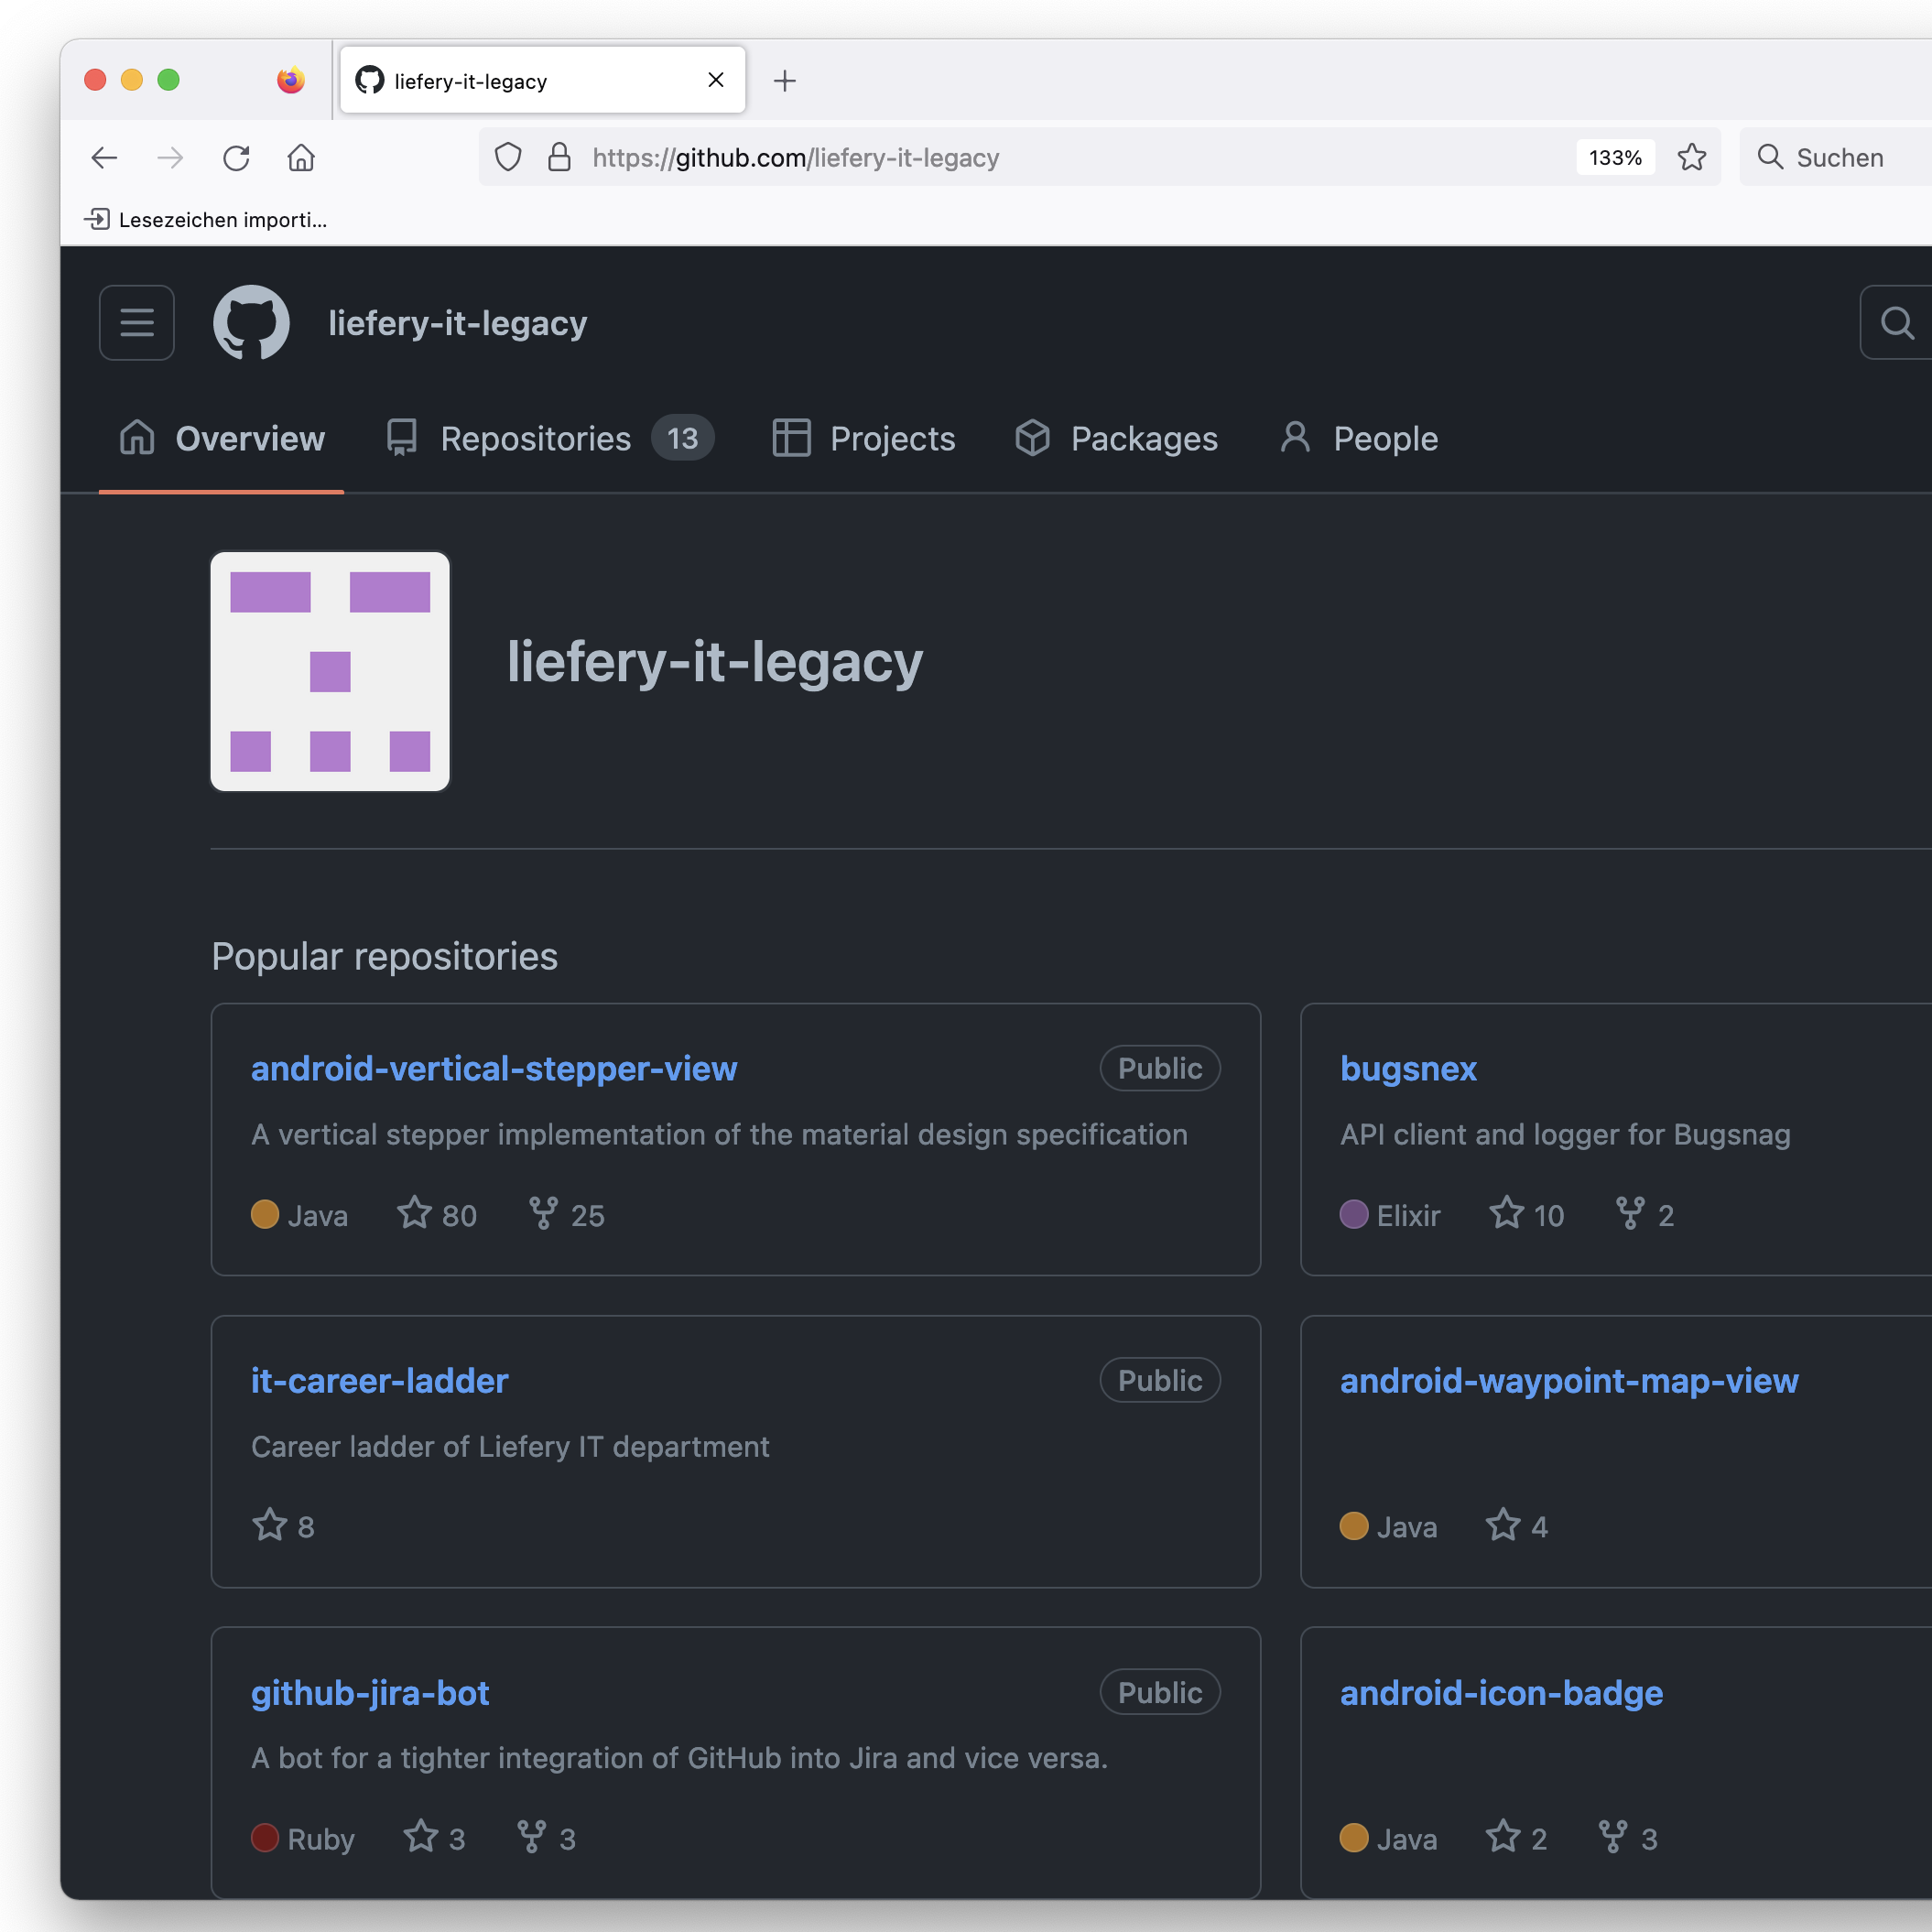 liefery-it-legacy
https://github.com/liefery-it-legacy
133%
Suchen
Lesezeichen importi...
liefery-it-legacy
Overview
Repositories 13
Projects
Packages
People
liefery-it-legacy
Popular repositories
android-vertical-stepper-view
Public
A vertical stepper implementation of the material design specification
Java 80 25
bugsnex
API client and logger for Bugsnag
Elixir 10 2
it-career-ladder
Public
Career ladder of Liefery IT department
8
android-waypoint-map-view
Java 4
github-jira-bot
Public
A bot for a tighter integration of GitHub into Jira and vice versa.
Ruby 3 3
android-icon-badge
Java 2 3